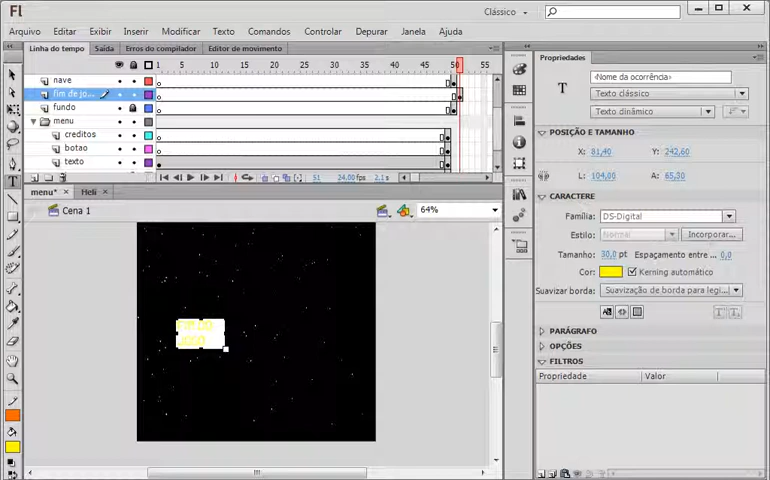 Fl
Clássico
Arquivo Editar Exibir Inserir Modificar Texto Comandos Controlar Depurar Janela Ajuda
Linha do tempo Saída Erros do compilador Editor de movimento
1 5 10 15 20 25 30 35 40 45 50 55
nave
fim de jo...
fundo
menu
creditos
botao
texto
51 24,00 fps 2.1 s
menu* × Heli ×
Cena 1
64%
Propriedades
T
<Nome da ocorrência>
Texto clássico
Texto dinâmico
POSIÇÃO E TAMANHO
X: 81,40 Y: 242,60
L: 104,00 A: 65,30
CARACTERE
Família: DS-Digital
Estilo: Normal Incorporar...
Tamanho: 30,0 pt Espaçamento entre ... 0,0
Cor: Kerning automático
Suavizar borda: Suavização de borda para legi...
PARÁGRAFO
OPÇÕES
FILTROS
Propriedade Valor